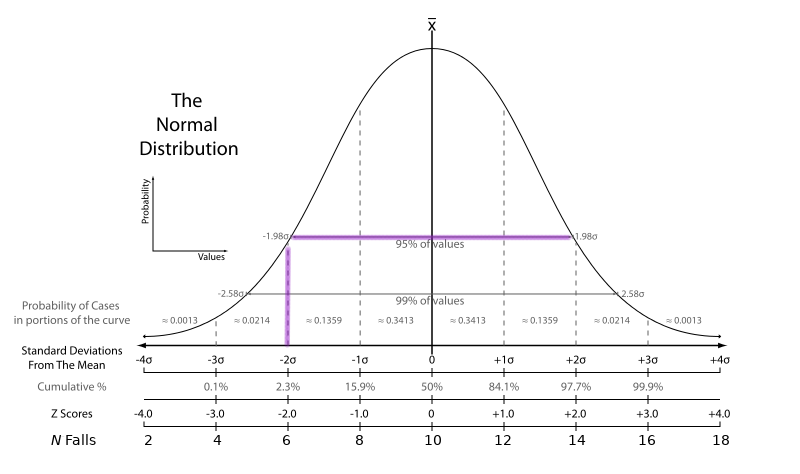 x̄
The
Normal
Distribution
Probability
Values
-1.98σ
+1.98σ
95% of values
-2.58σ
+2.58σ
99% of values
Probability of Cases
in portions of the curve
≈ 0.0013 ≈ 0.0214 ≈ 0.1359 ≈ 0.3413 ≈ 0.3413 ≈ 0.1359 ≈ 0.0214 ≈ 0.0013
Standard Deviations
From The Mean
-4σ -3σ -2σ -1σ 0 +1σ +2σ +3σ +4σ
Cumulative % 0.1% 2.3% 15.9% 50% 84.1% 97.7% 99.9%
Z Scores -4.0 -3.0 -2.0 -1.0 0 +1.0 +2.0 +3.0 +4.0
N Falls 2 4 6 8 10 12 14 16 18